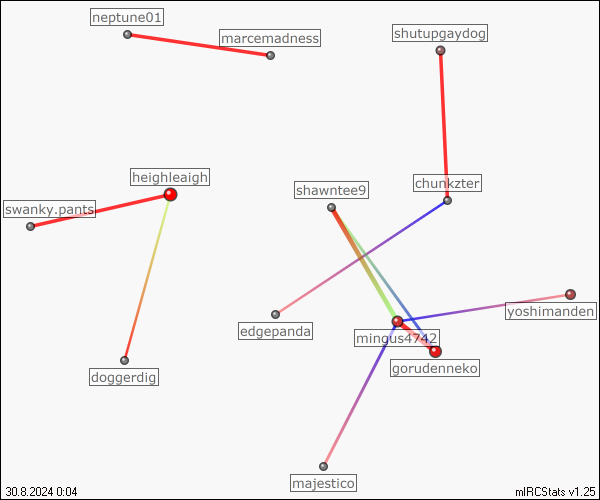 neptune01
marcemadness
shutupgaydog
heighleaigh
shawntee9
chunkzter
swanky.pants
edgepanda
yoshimanden
mingus4742
gorudenneko
doggerdig
majestico
30.8.2024 0:04
mIRCStats v1.25